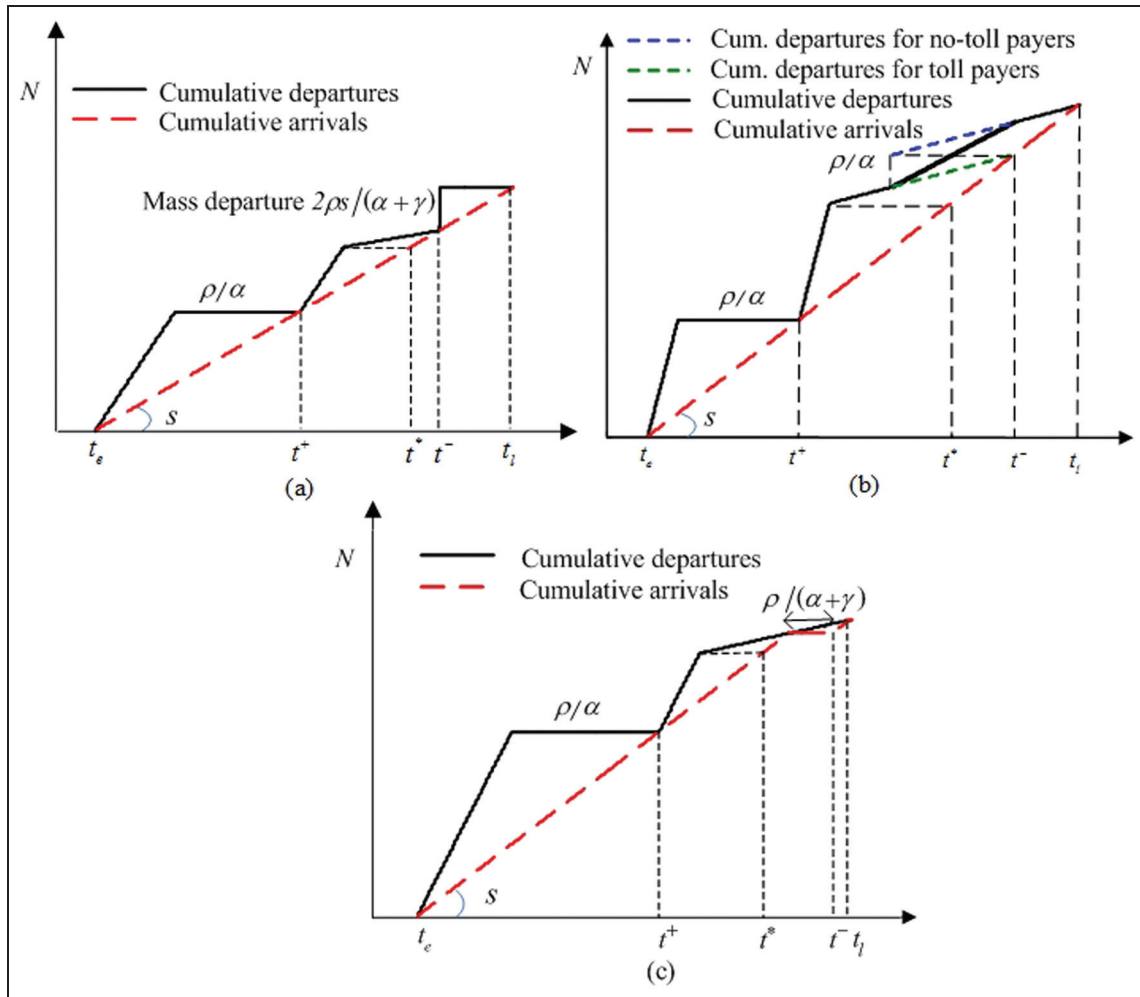 N
Cumulative departures
Cumulative arrivals
Mass departure 2ρs/(α+γ)
ρ/α
s
t_e t^+ t^* t^- t_l
(a)
Cum. departures for no-toll payers
Cum. departures for toll payers
N
Cumulative departures
Cumulative arrivals
ρ/α
ρ/α
s
t_e t^+ t^* t^- t_l
(b)
N
Cumulative departures
Cumulative arrivals
ρ/(α+γ)
ρ/α
s
t_e t^+ t^* t^- t_l
(c)